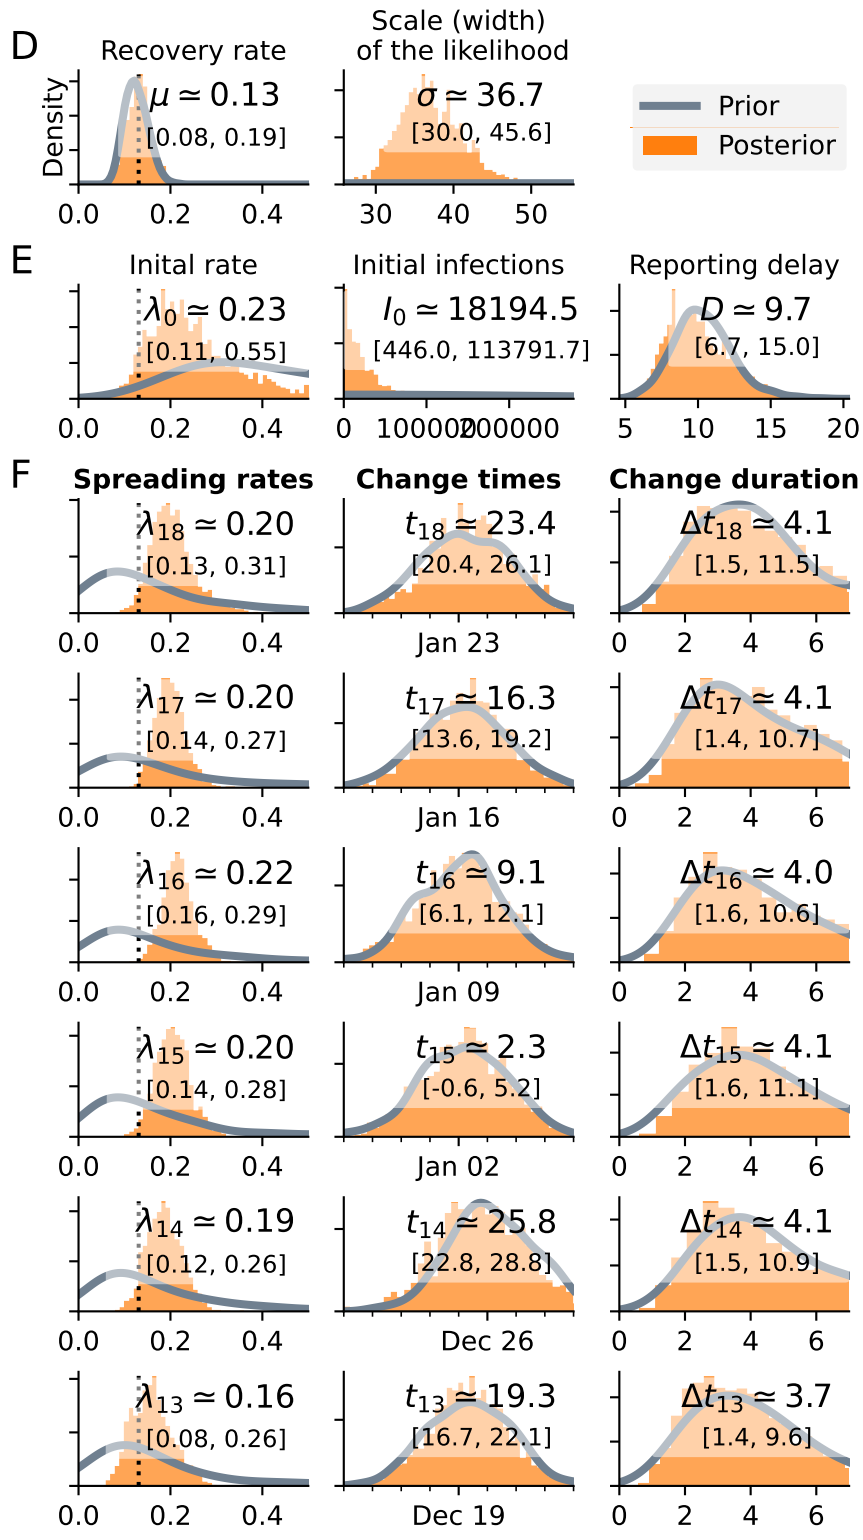 D
Recovery rate
Scale (width)
of the likelihood
Density
μ ≃ 0.13
[0.08, 0.19]
0.0 0.2 0.4
σ ≃ 36.7
[30.0, 45.6]
30 40 50
Prior
Posterior
E
Inital rate
λ0 ≃ 0.23
[0.11, 0.55]
0.0 0.2 0.4
Initial infections
I0 ≃ 18194.5
[446.0, 113791.7]
0 100000 200000
Reporting delay
D ≃ 9.7
[6.7, 15.0]
5 10 15 20
F
Spreading rates
Change times
Change duration
λ18 ≃ 0.20
[0.13, 0.31]
0.0 0.2 0.4
t18 ≃ 23.4
[20.4, 26.1]
Jan 23
Δt18 ≃ 4.1
[1.5, 11.5]
0 2 4 6
λ17 ≃ 0.20
[0.14, 0.27]
0.0 0.2 0.4
t17 ≃ 16.3
[13.6, 19.2]
Jan 16
Δt17 ≃ 4.1
[1.4, 10.7]
0 2 4 6
λ16 ≃ 0.22
[0.16, 0.29]
0.0 0.2 0.4
t16 ≃ 9.1
[6.1, 12.1]
Jan 09
Δt16 ≃ 4.0
[1.6, 10.6]
0 2 4 6
λ15 ≃ 0.20
[0.14, 0.28]
0.0 0.2 0.4
t15 ≃ 2.3
[-0.6, 5.2]
Jan 02
Δt15 ≃ 4.1
[1.6, 11.1]
0 2 4 6
λ14 ≃ 0.19
[0.12, 0.26]
0.0 0.2 0.4
t14 ≃ 25.8
[22.8, 28.8]
Dec 26
Δt14 ≃ 4.1
[1.5, 10.9]
0 2 4 6
λ13 ≃ 0.16
[0.08, 0.26]
0.0 0.2 0.4
t13 ≃ 19.3
[16.7, 22.1]
Dec 19
Δt13 ≃ 3.7
[1.4, 9.6]
0 2 4 6